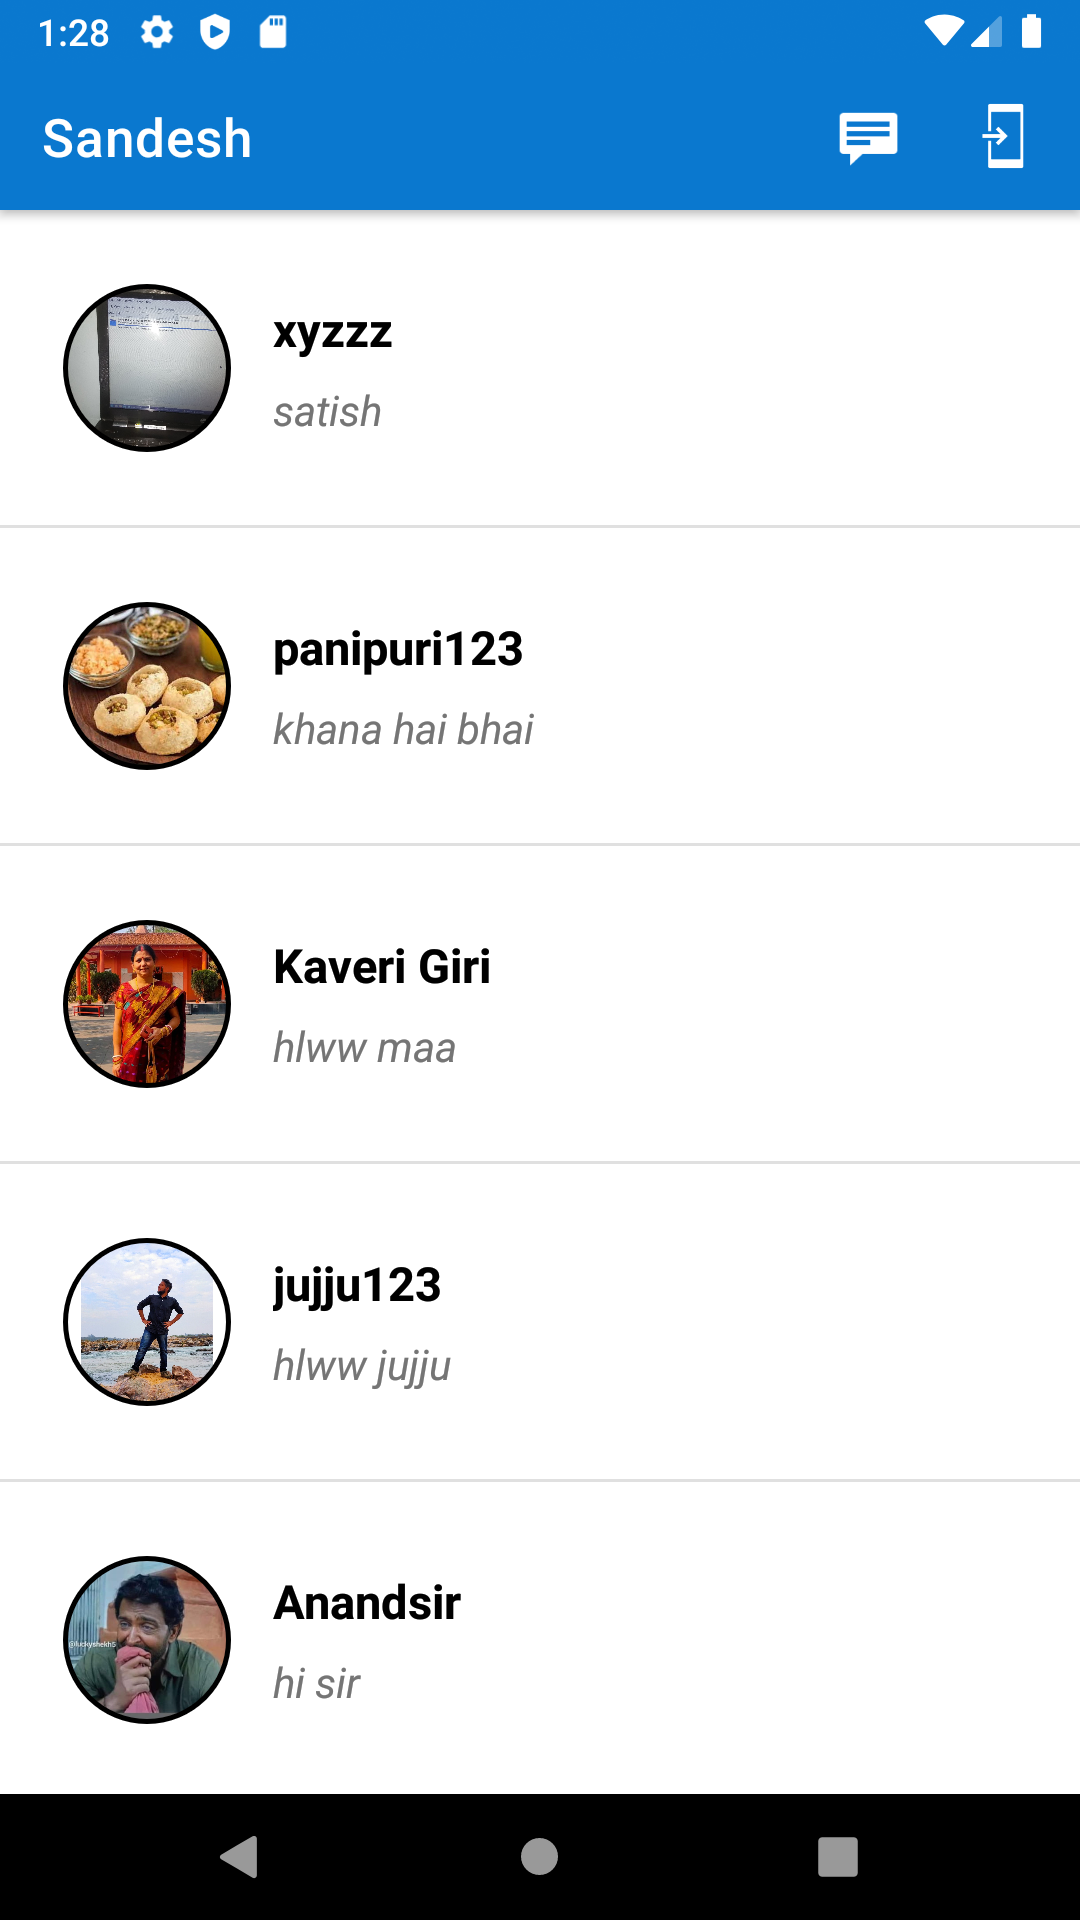 1:28
Sandesh
xyzzz
satish
panipuri123
khana hai bhai
Kaveri Giri
hlww maa
jujju123
hlww jujju
@luckyshekh5
Anandsir
hi sir